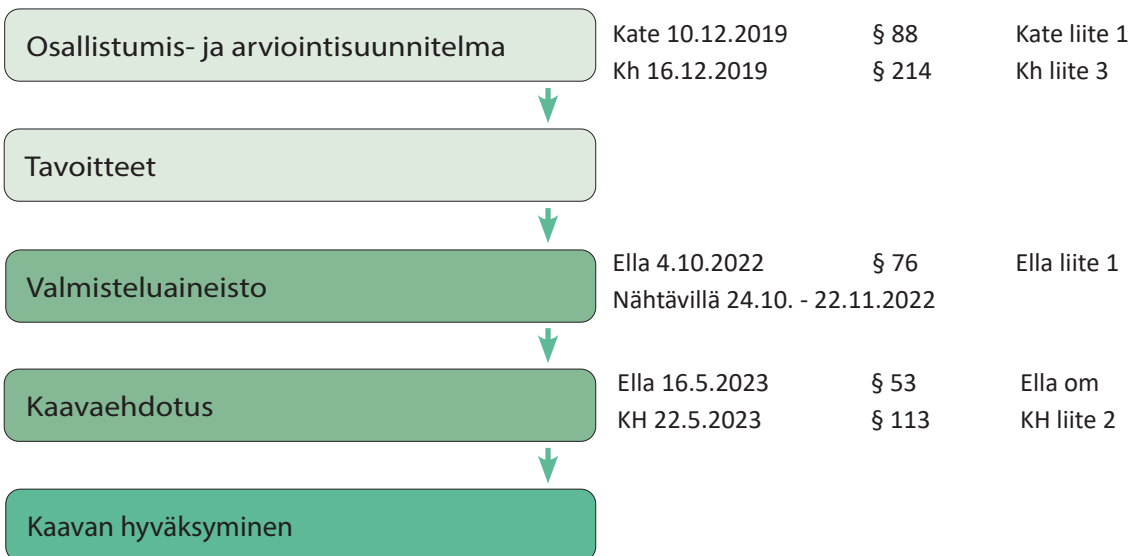 Osallistumis- ja arviointisuunnitelma
Kate 10.12.2019 § 88 Kate liite 1
Kh 16.12.2019 § 214 Kh liite 3
Tavoitteet
Valmisteluaineisto
Ella 4.10.2022 § 76 Ella liite 1
Nähtävillä 24.10. - 22.11.2022
Kaavaehdotus
Ella 16.5.2023 § 53 Ella om
KH 22.5.2023 § 113 KH liite 2
Kaavan hyväksyminen